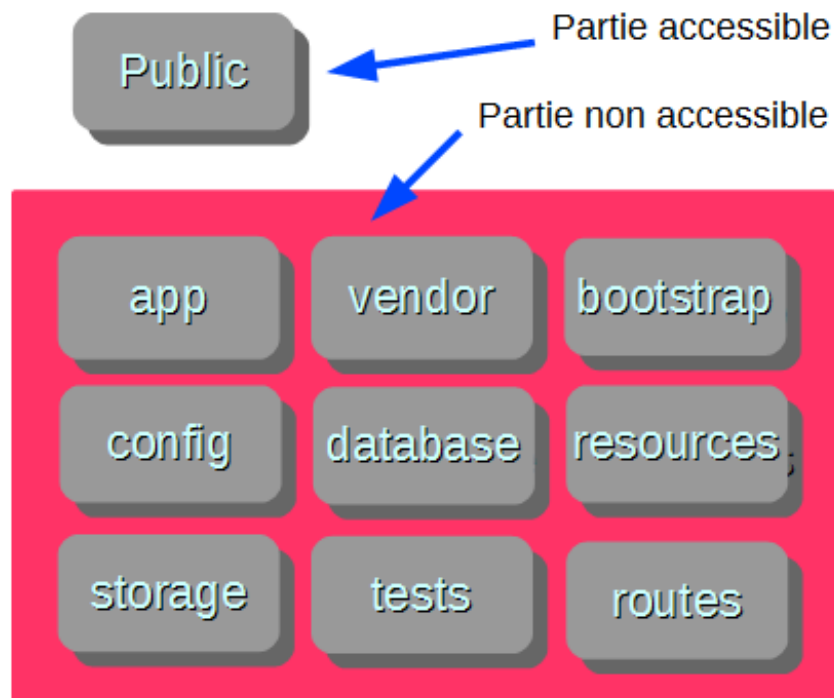 Partie accessible
Public
Partie non accessible
app vendor bootstrap
config database resources
storage tests routes